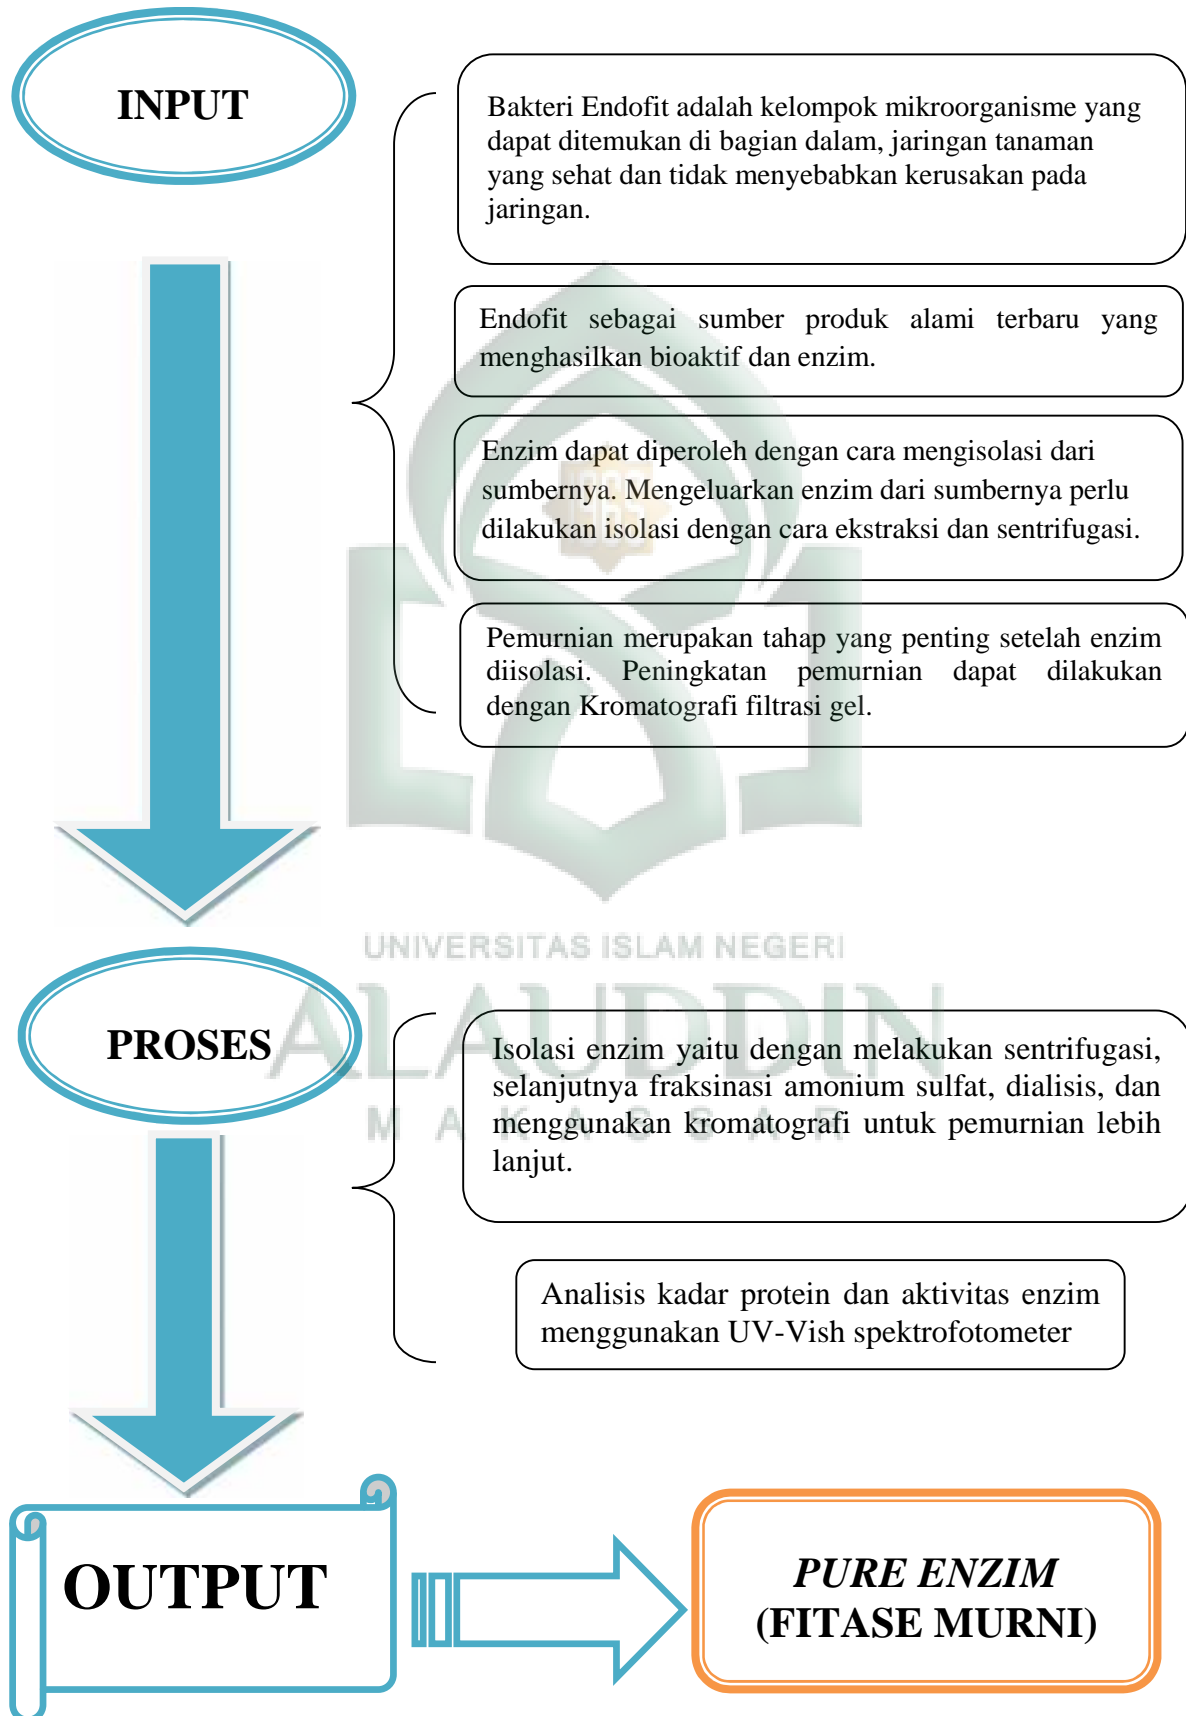 INPUT
Bakteri Endofit adalah kelompok mikroorganisme yang
dapat ditemukan di bagian dalam, jaringan tanaman
yang sehat dan tidak menyebabkan kerusakan pada
jaringan.
Endofit sebagai sumber produk alami terbaru yang
menghasilkan bioaktif dan enzim.
Enzim dapat diperoleh dengan cara mengisolasi dari
sumbernya. Mengeluarkan enzim dari sumbernya perlu
dilakukan isolasi dengan cara ekstraksi dan sentrifugasi.
Pemurnian merupakan tahap yang penting setelah enzim
diisolasi. Peningkatan pemurnian dapat dilakukan
dengan Kromatografi filtrasi gel.
UNIVERSITAS ISLAM NEGERI
ALAUDDIN
MAKASSAR
PROSES
Isolasi enzim yaitu dengan melakukan sentrifugasi,
selanjutnya fraksinasi amonium sulfat, dialisis, dan
menggunakan kromatografi untuk pemurnian lebih
lanjut.
Analisis kadar protein dan aktivitas enzim
menggunakan UV-Vish spektrofotometer
OUTPUT
PURE ENZIM
(FITASE MURNI)